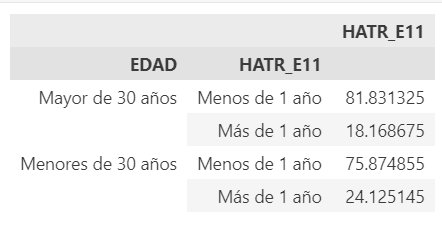 HATR_E11
EDAD HATR_E11
Mayor de 30 años Menos de 1 año 81.831325
Más de 1 año 18.168675
Menores de 30 años Menos de 1 año 75.874855
Más de 1 año 24.125145